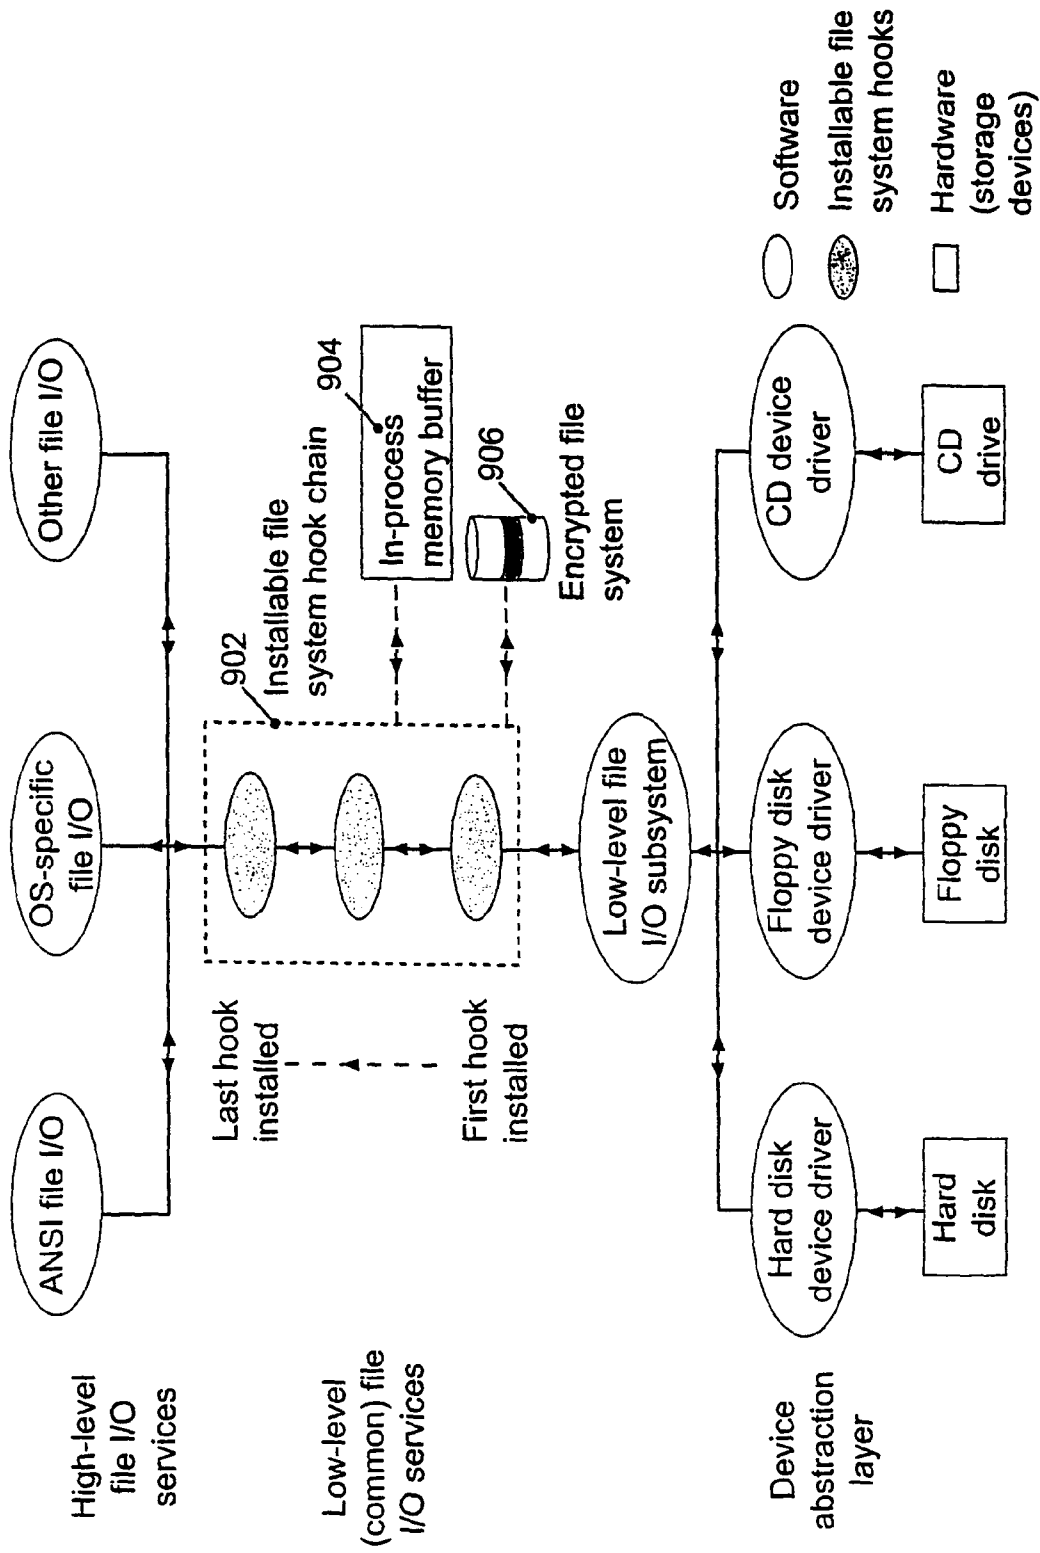 High-level
file I/O
services
ANSI file I/O
OS-specific
file I/O
Other file I/O
Low-level
(common) file
I/O services
Last hook
installed
First hook
installed
902
Installable file
system hook chain
904
In-process
memory buffer
906
Encrypted file
system
Low-level file
I/O subsystem
Device
abstraction
layer
Hard disk
device driver
Floppy disk
device driver
CD device
driver
Hard
disk
Floppy
disk
CD
drive
Software
Installable file
system hooks
Hardware
(storage
devices)